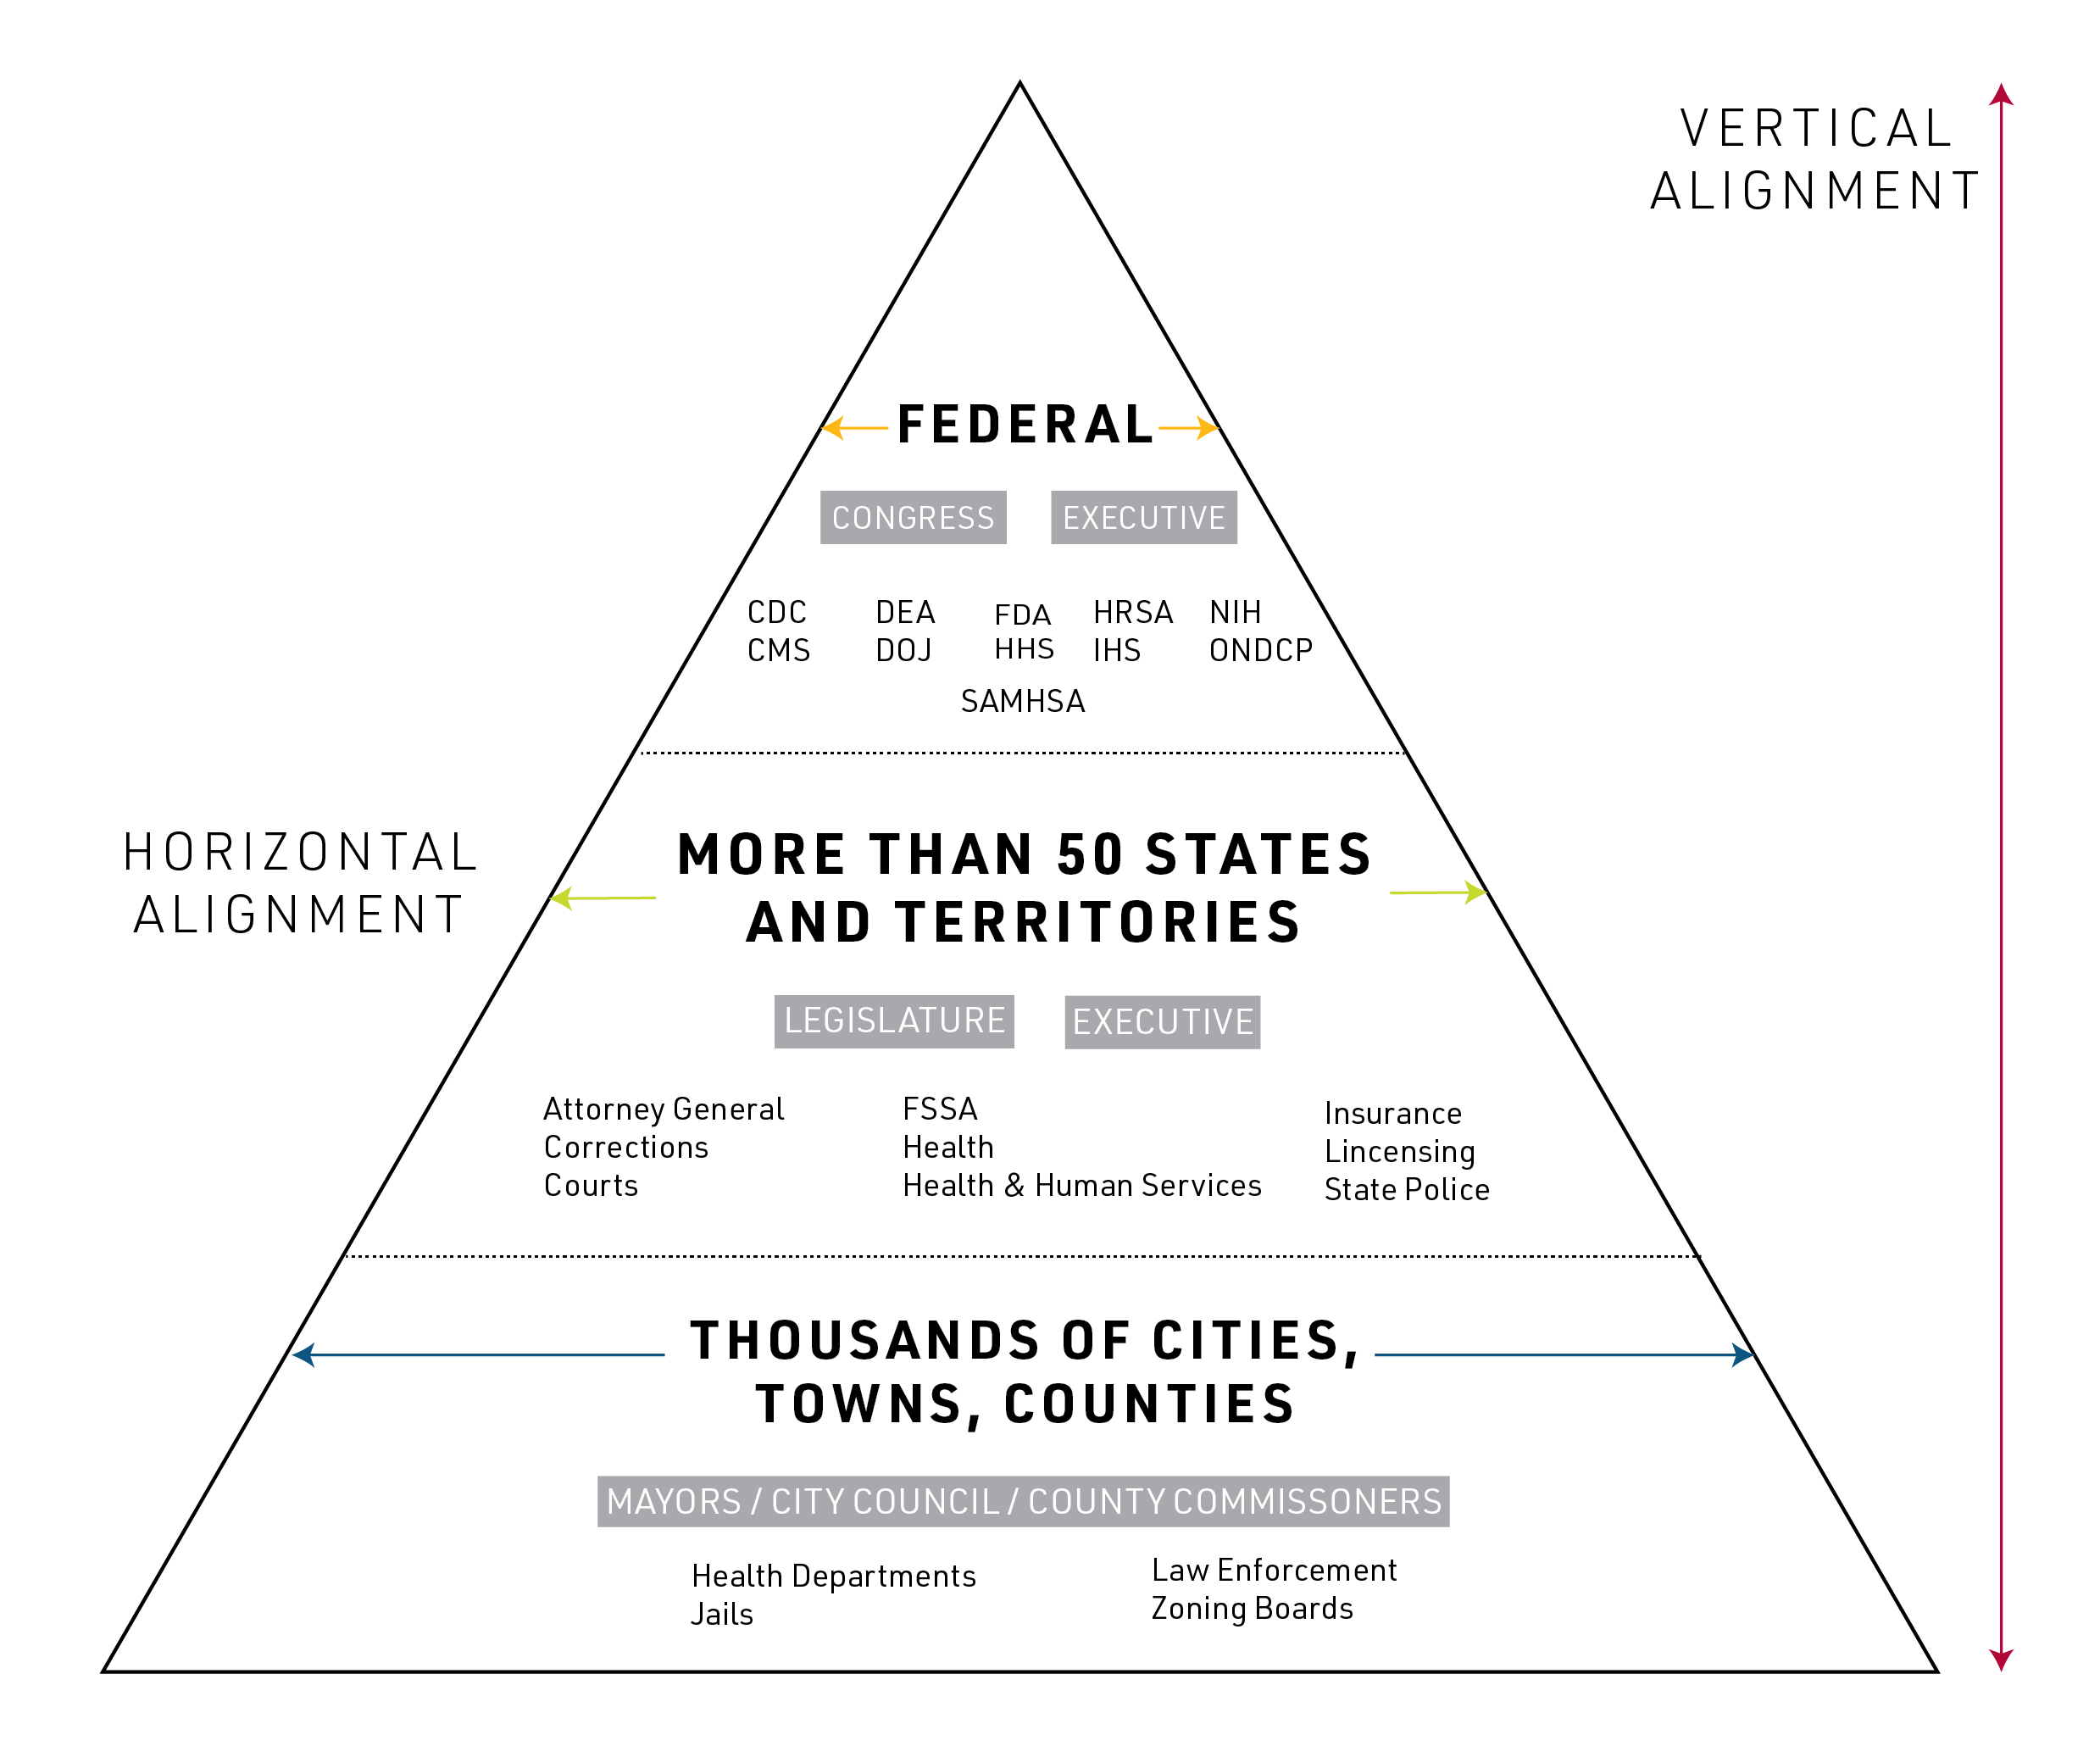 VERTICAL
ALIGNMENT
FEDERAL
CONGRESS EXECUTIVE
CDC DEA FDA HRSA NIH
CMS DOJ HHS IHS ONDCP
SAMHSA
HORIZONTAL
ALIGNMENT
MORE THAN 50 STATES
AND TERRITORIES
LEGISLATURE EXECUTIVE
Attorney General FSSA Insurance
Corrections Health Lincensing
Courts Health & Human Services State Police
THOUSANDS OF CITIES,
TOWNS, COUNTIES
MAYORS / CITY COUNCIL / COUNTY COMMISSONERS
Health Departments Law Enforcement
Jails Zoning Boards